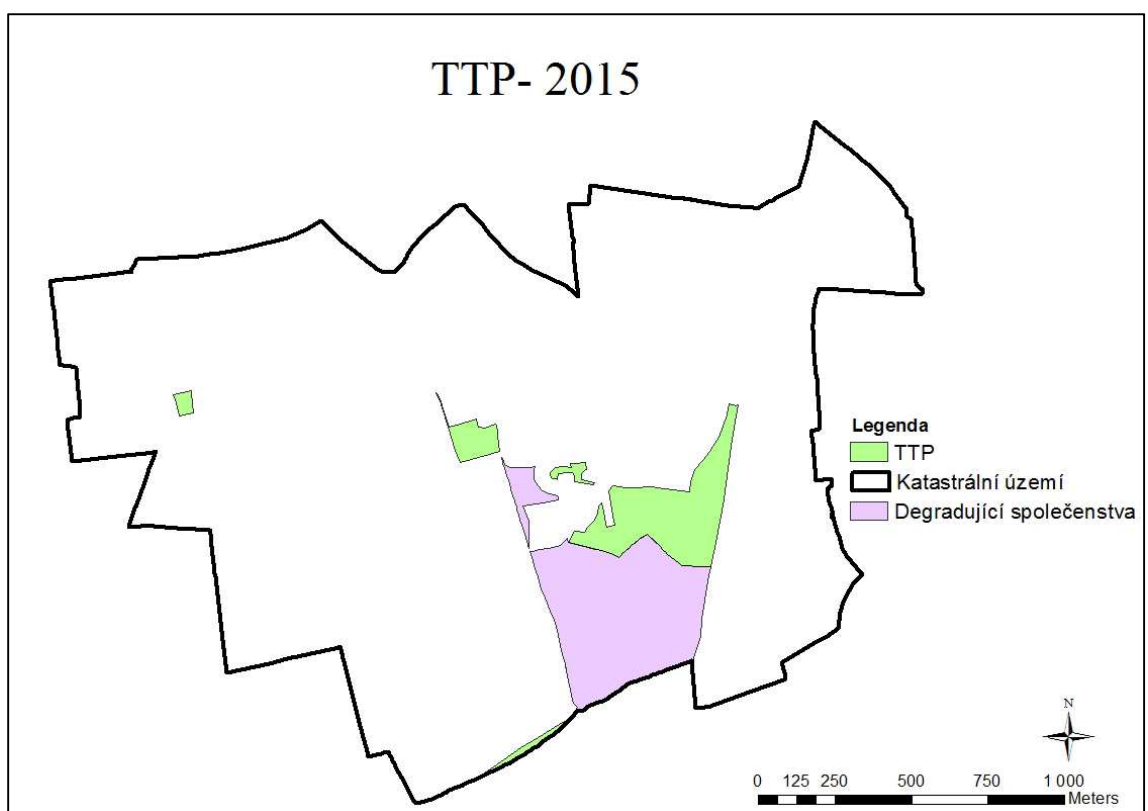 TTP- 2015
Legenda
TTP
Katastrální území
Degradující společenstva
N
0 125 250 500 750 1 000
Meters